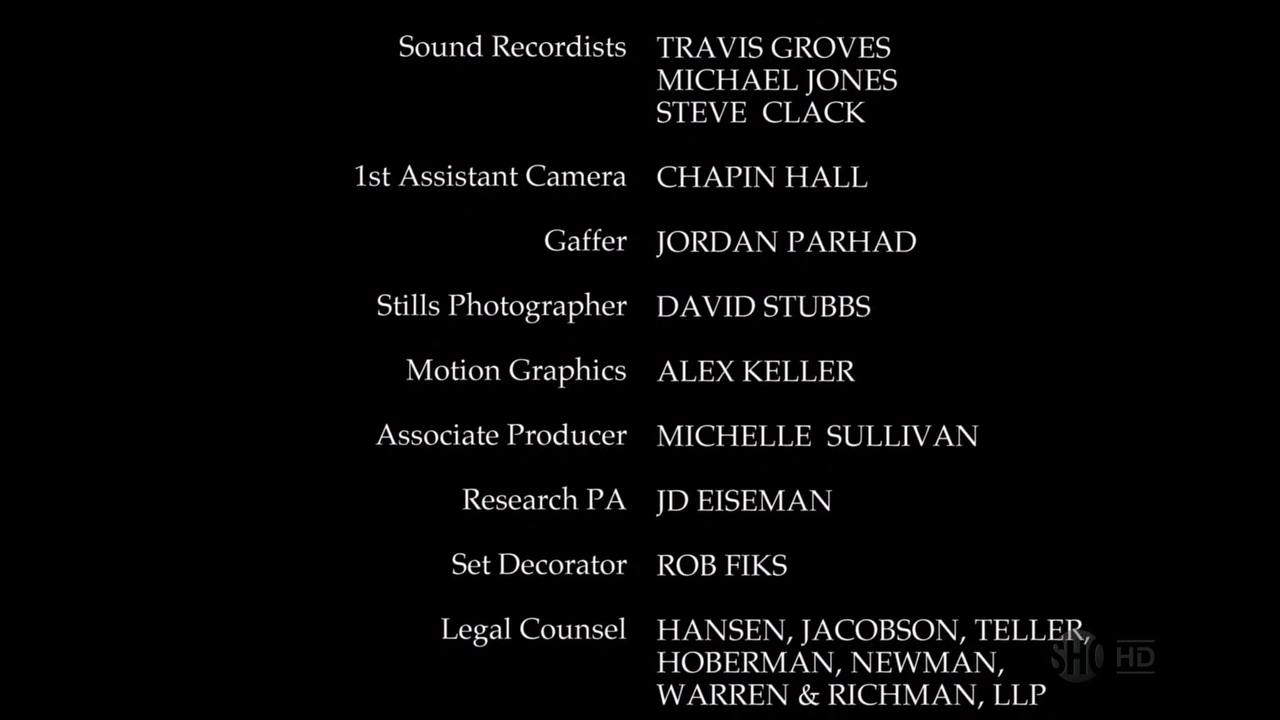 Sound Recordists TRAVIS GROVES
MICHAEL JONES
STEVE  CLACK
1st Assistant Camera CHAPIN HALL
Gaffer JORDAN PARHAD
Stills Photographer DAVID STUBBS
Motion Graphics ALEX KELLER
Associate Producer MICHELLE  SULLIVAN
Research PA JD EISEMAN
Set Decorator ROB FIKS
Legal Counsel HANSEN, JACOBSON, TELLER,
HOBERMAN, NEWMAN,
WARREN & RICHMAN, LLP
SHO HD